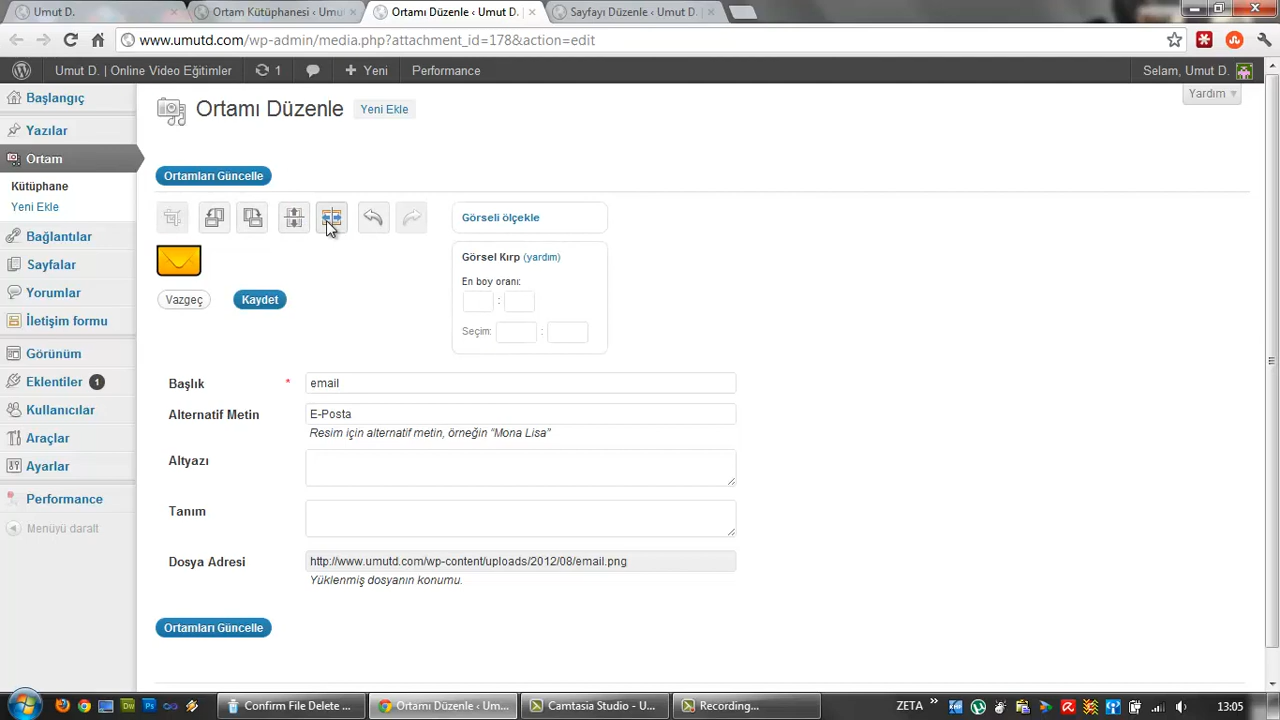 Umut D.
Ortam Kütüphanesi ‹ Umut
Ortamı Düzenle ‹ Umut D.
Sayfayı Düzenle ‹ Umut D.
www.umutd.com/wp-admin/media.php?attachment_id=178&action=edit
Umut D. | Online Video Eğitimler
1
Yeni
Performance
Selam, Umut D.
Başlangıç
Yazılar
Ortam
Kütüphane
Yeni Ekle
Bağlantılar
Sayfalar
Yorumlar
İletişim formu
Görünüm
Eklentiler 1
Kullanıcılar
Araçlar
Ayarlar
Performance
Menüyü daralt
Yardım
Ortamı Düzenle
Yeni Ekle
Ortamları Güncelle
Görseli ölçekle
Görsel Kırp (yardım)
En boy oranı:
:
Seçim:
:
Vazgeç
Kaydet
Başlık *
email
Alternatif Metin
E-Posta
Resim için alternatif metin, örneğin “Mona Lisa”
Altyazı
Tanım
Dosya Adresi
http://www.umutd.com/wp-content/uploads/2012/08/email.png
Yüklenmiş dosyanın konumu.
Ortamları Güncelle
Confirm File Delete ...
Ortamı Düzenle ‹ Um...
Camtasia Studio - U...
Recording...
ZETA
13:05